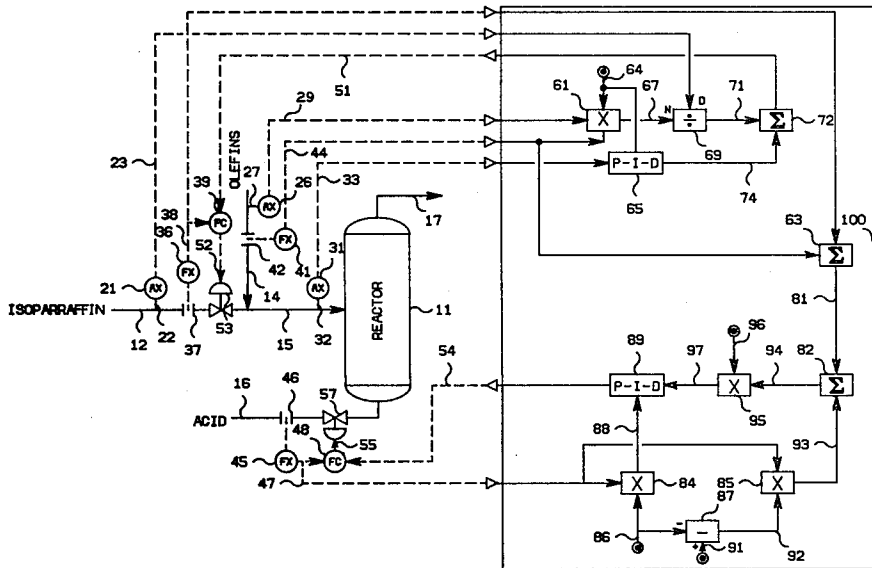 51
64
61
X
67
N
D
÷
69
71
Σ
72
29
44
23
OLEFINS
27
AX
26
33
P-I-D
65
74
39
FC
38
36
FX
17
100
63
Σ
52
FX
41
42
31
AX
21
AX
81
ISOPARRAFFIN
12
22
37
53
14
15
32
REACTOR
11
96
89
54
P-I-D
97
X
95
94
82
Σ
16
46
57
ACID
88
93
48
55
45
FX
FC
47
X
84
85
X
87
-
−
86
+
91
92